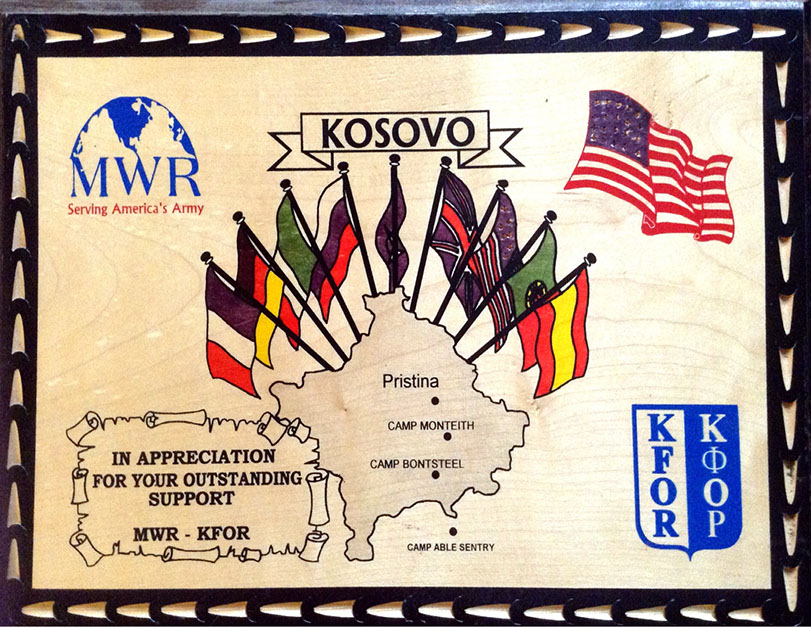 KOSOVO
MWR
Serving America's Army
Pristina
CAMP MONTEITH
CAMP BONTSTEEL
CAMP ABLE SENTRY
IN APPRECIATION
FOR YOUR OUTSTANDING
SUPPORT
MWR - KFOR
KFOR
КФОР